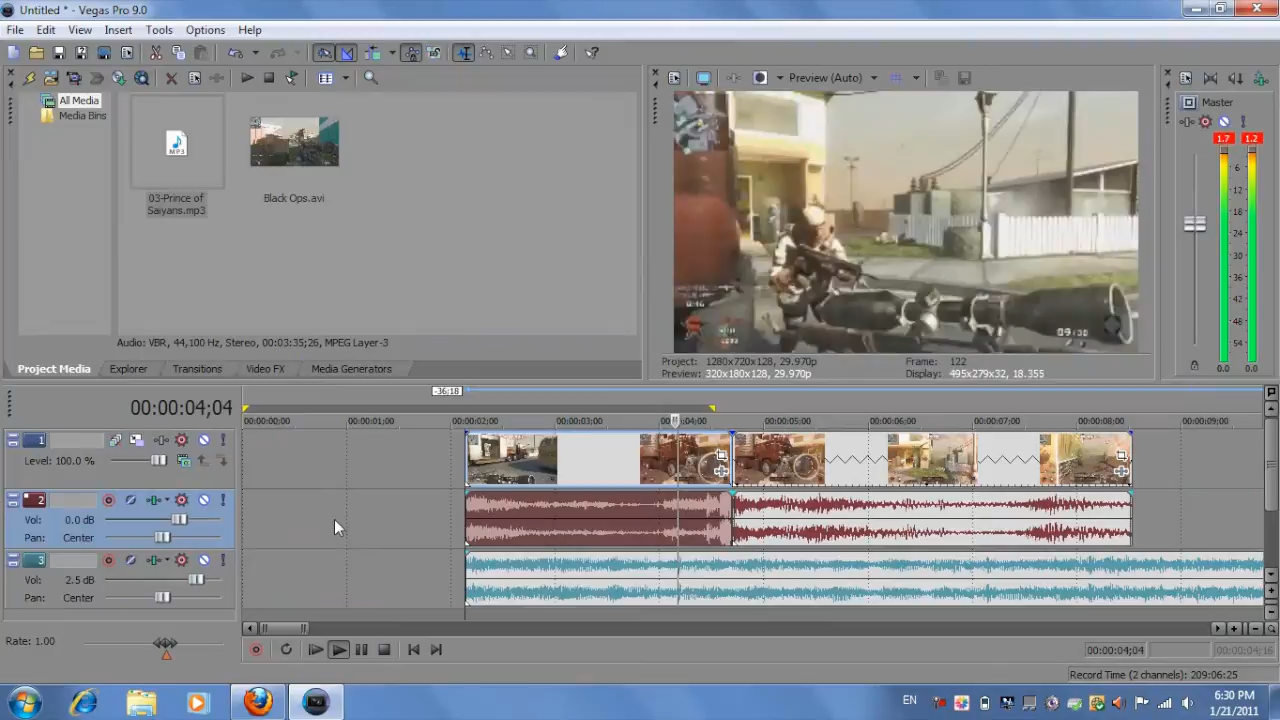 Untitled * - Vegas Pro 9.0
File Edit View Insert Tools Options Help
Preview (Auto)
All Media
Media Bins
MP3
03-Prince of
Saiyans.mp3
Black Ops.avi
Audio: VBR, 44,100 Hz, Stereo, 00:03:35;26, MPEG Layer-3
Project Media Explorer Transitions Video FX Media Generators
09/30
Project: 1280x720x128, 29.970p Frame: 122
Preview: 320x180x128, 29.970p Display: 495x279x32, 18.355
Master
1.7 1.2
6
12
18
24
30
36
42
48
54
0.0 0.0
-36:18
00:00:04;04
00:00:00;00 00:00:01;00 00:00:02;00 00:00:03;00 00:00:04;00 00:00:05;00 00:00:06;00 00:00:07;00 00:00:08;00 00:00:09;00
1
Level: 100.0 %
2
Vol: 0.0 dB
Pan: Center
3
Vol: 2.5 dB
Pan: Center
Rate: 1.00
00:00:04;04 00:00:04;16
Record Time (2 channels): 209:06:25
EN
6:30 PM
1/21/2011